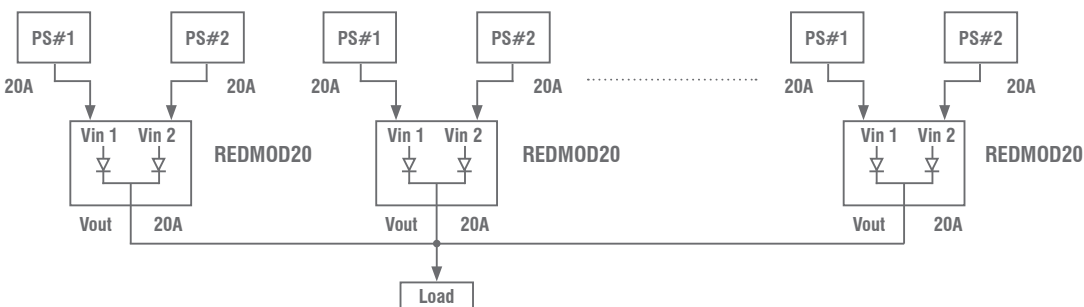 PS#1 PS#2 PS#1 PS#2 PS#1 PS#2
20A 20A 20A 20A 20A 20A
Vin 1 Vin 2 REDMOD20 Vin 1 Vin 2 REDMOD20 Vin 1 Vin 2 REDMOD20
Vout 20A Vout 20A Vout 20A
Load